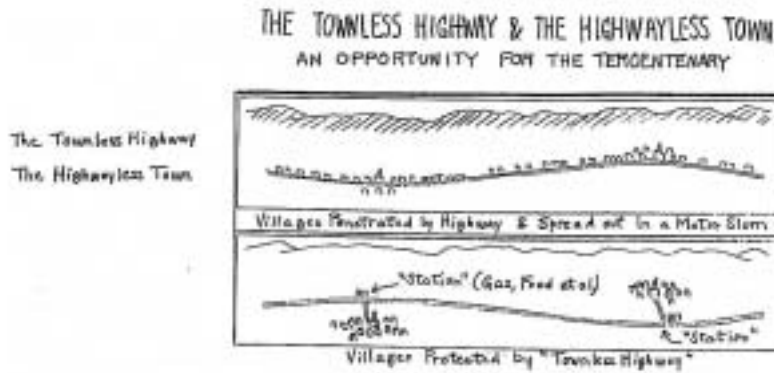 THE TOWNLESS HIGHWAY & THE HIGHWAYLESS TOWN
AN OPPORTUNITY FOR THE TERCENTENARY
The Townless Highway
The Highwayless Town
Villages Penetrated by Highway & Spread out In a Motor Slum
"Station" (Gas, Food et al)
"Station"
Villages Protected by "Townless Highway"